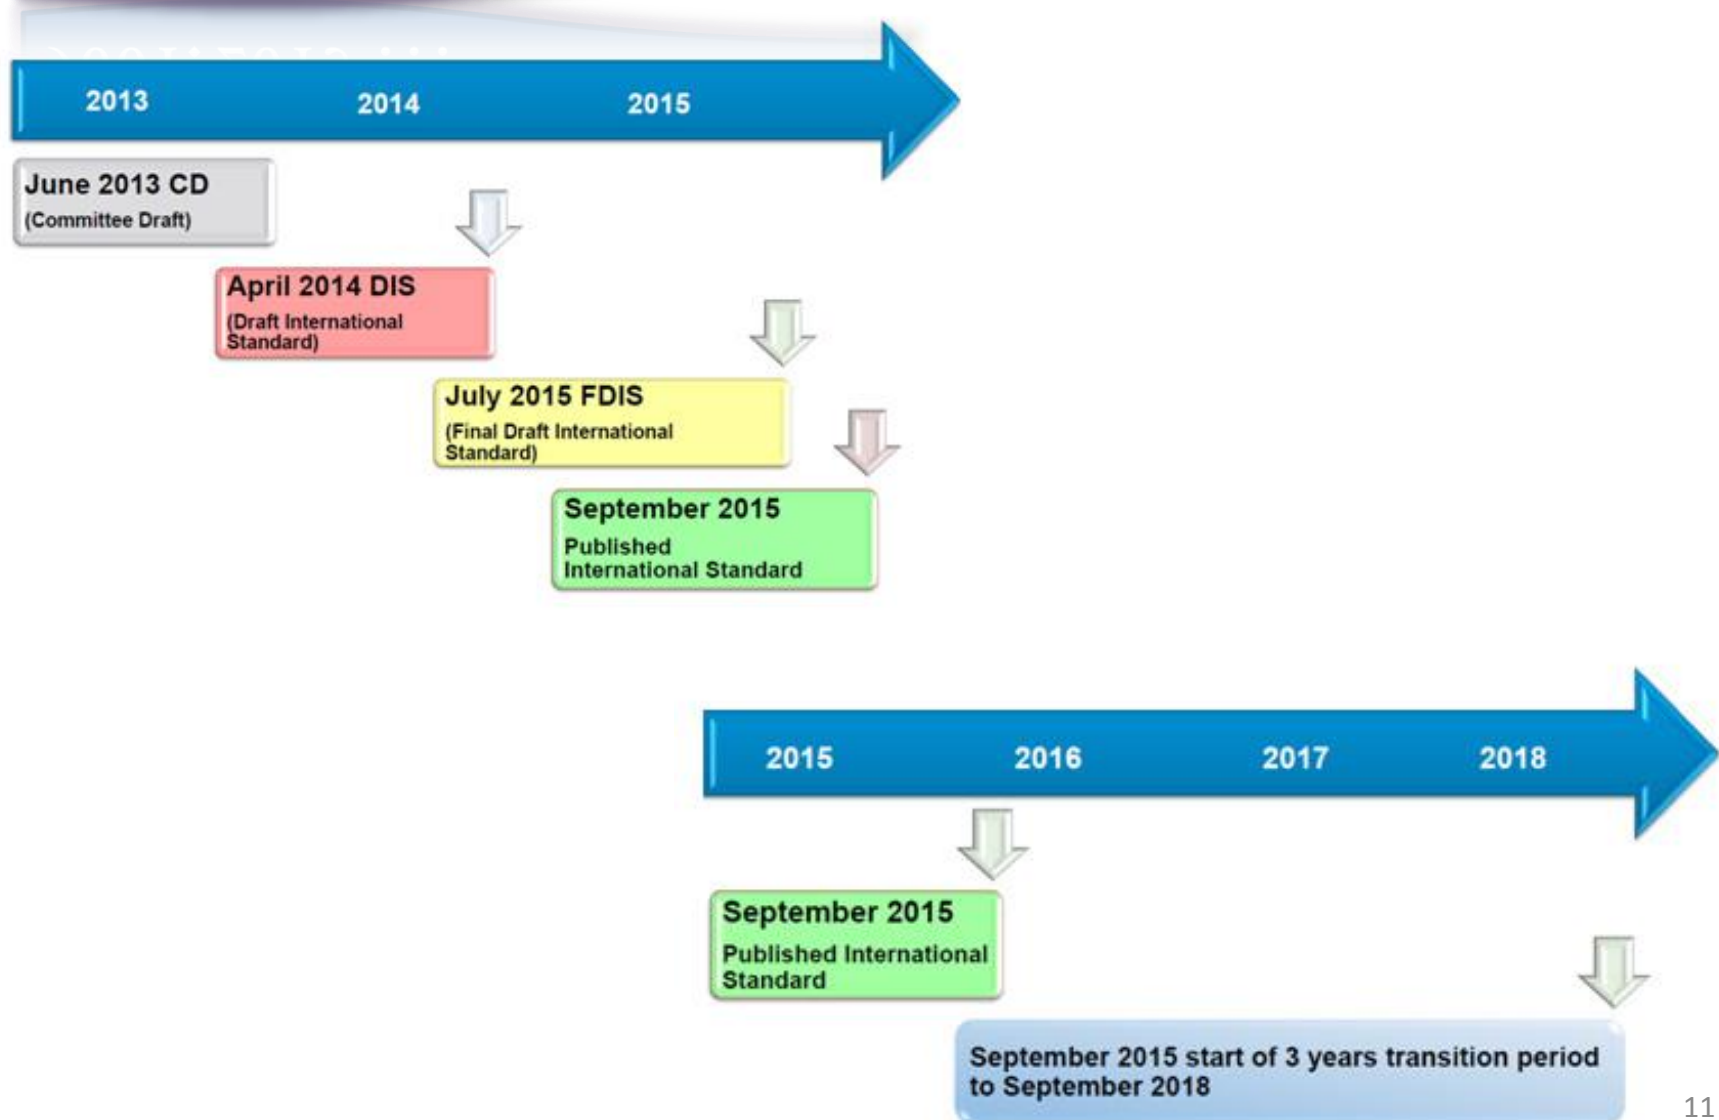 2013 2014 2015
June 2013 CD
(Committee Draft)
April 2014 DIS
(Draft International
Standard)
July 2015 FDIS
(Final Draft International
Standard)
September 2015
Published
International Standard
2015 2016 2017 2018
September 2015
Published International
Standard
September 2015 start of 3 years transition period
to September 2018
11